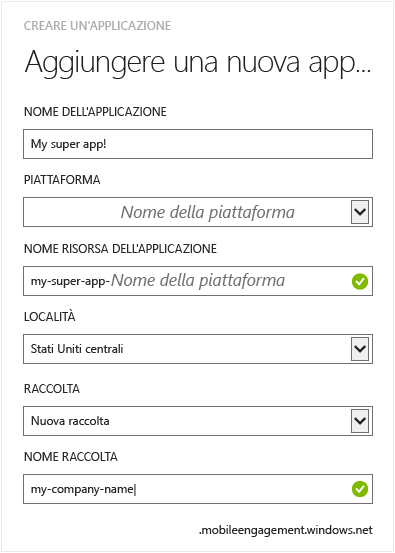 CREARE UN'APPLICAZIONE
Aggiungere una nuova app...
NOME DELL'APPLICAZIONE
My super app!
PIATTAFORMA
Nome della piattaforma
NOME RISORSA DELL'APPLICAZIONE
my-super-app-Nome della piattaforma
LOCALITÀ
Stati Uniti centrali
RACCOLTA
Nuova raccolta
NOME RACCOLTA
my-company-name
.mobileengagement.windows.net